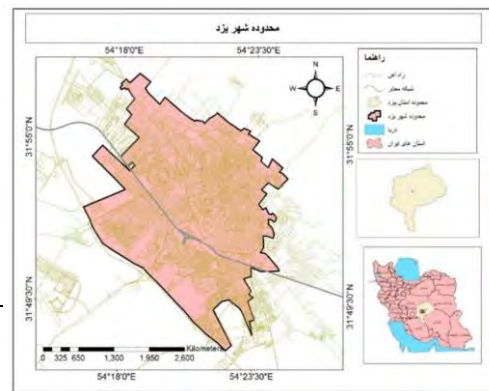 محدوده شهر یزد
54°18'0"E
54°23'30"E
31°55'0"N
31°55'0"N
31°49'30"N
31°49'30"N
N
W
E
S
Kilometers
0 325 650 1,300 1,950 2,600
54°18'0"E
54°23'30"E
راهنما
راه آهن
شبکه معابر
محدوده استان یزد
محدوده شهر یزد
دریا
استان های ایران